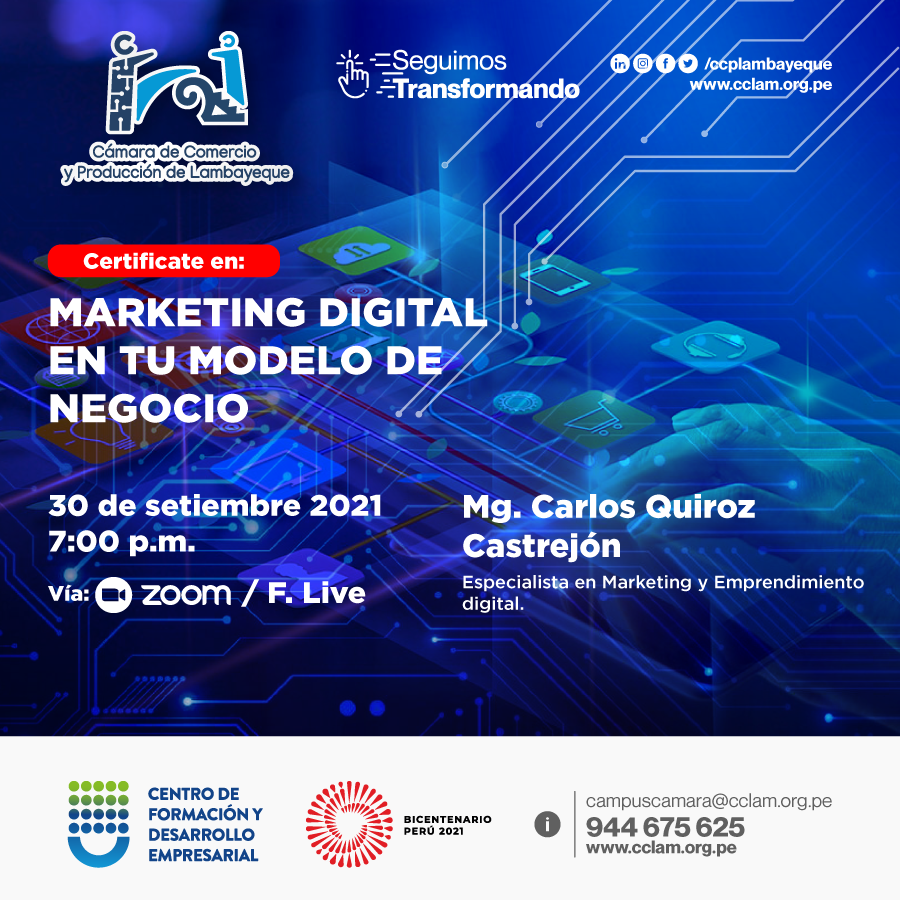 Cámara de Comercio
y Producción de Lambayeque
Seguimos
Transformando
/ccplambayeque
www.cclam.org.pe
Certificate en:
MARKETING DIGITAL
EN TU MODELO DE
NEGOCIO
30 de setiembre 2021
7:00 p.m.
Vía: zoom / F. Live
Mg. Carlos Quiroz
Castrejón
Especialista en Marketing y Emprendimiento
digital.
CENTRO DE
FORMACIÓN Y
DESARROLLO
EMPRESARIAL
BICENTENARIO
PERÚ 2021
campuscamara@cclam.org.pe
944 675 625
www.cclam.org.pe